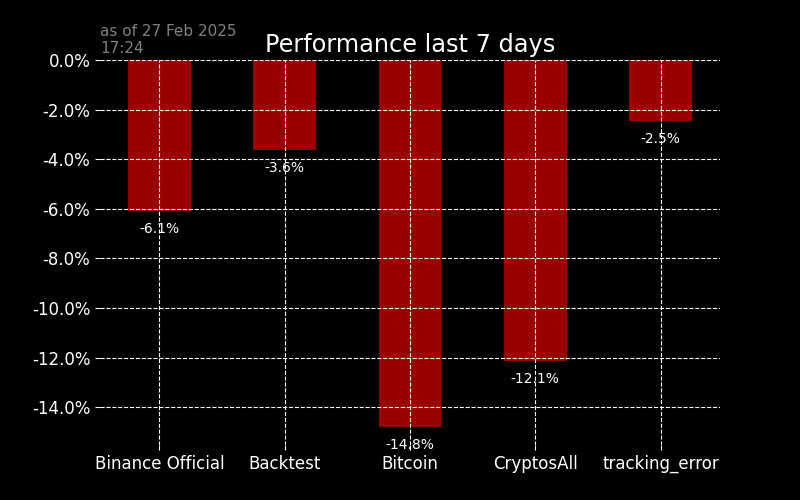 as of 27 Feb 2025
17:24
Performance last 7 days
0.0%
-2.0%
-4.0%
-6.0%
-8.0%
-10.0%
-12.0%
-14.0%
-6.1%
-3.6%
-14.8%
-12.1%
-2.5%
Binance Official
Backtest
Bitcoin
CryptosAll
tracking_error